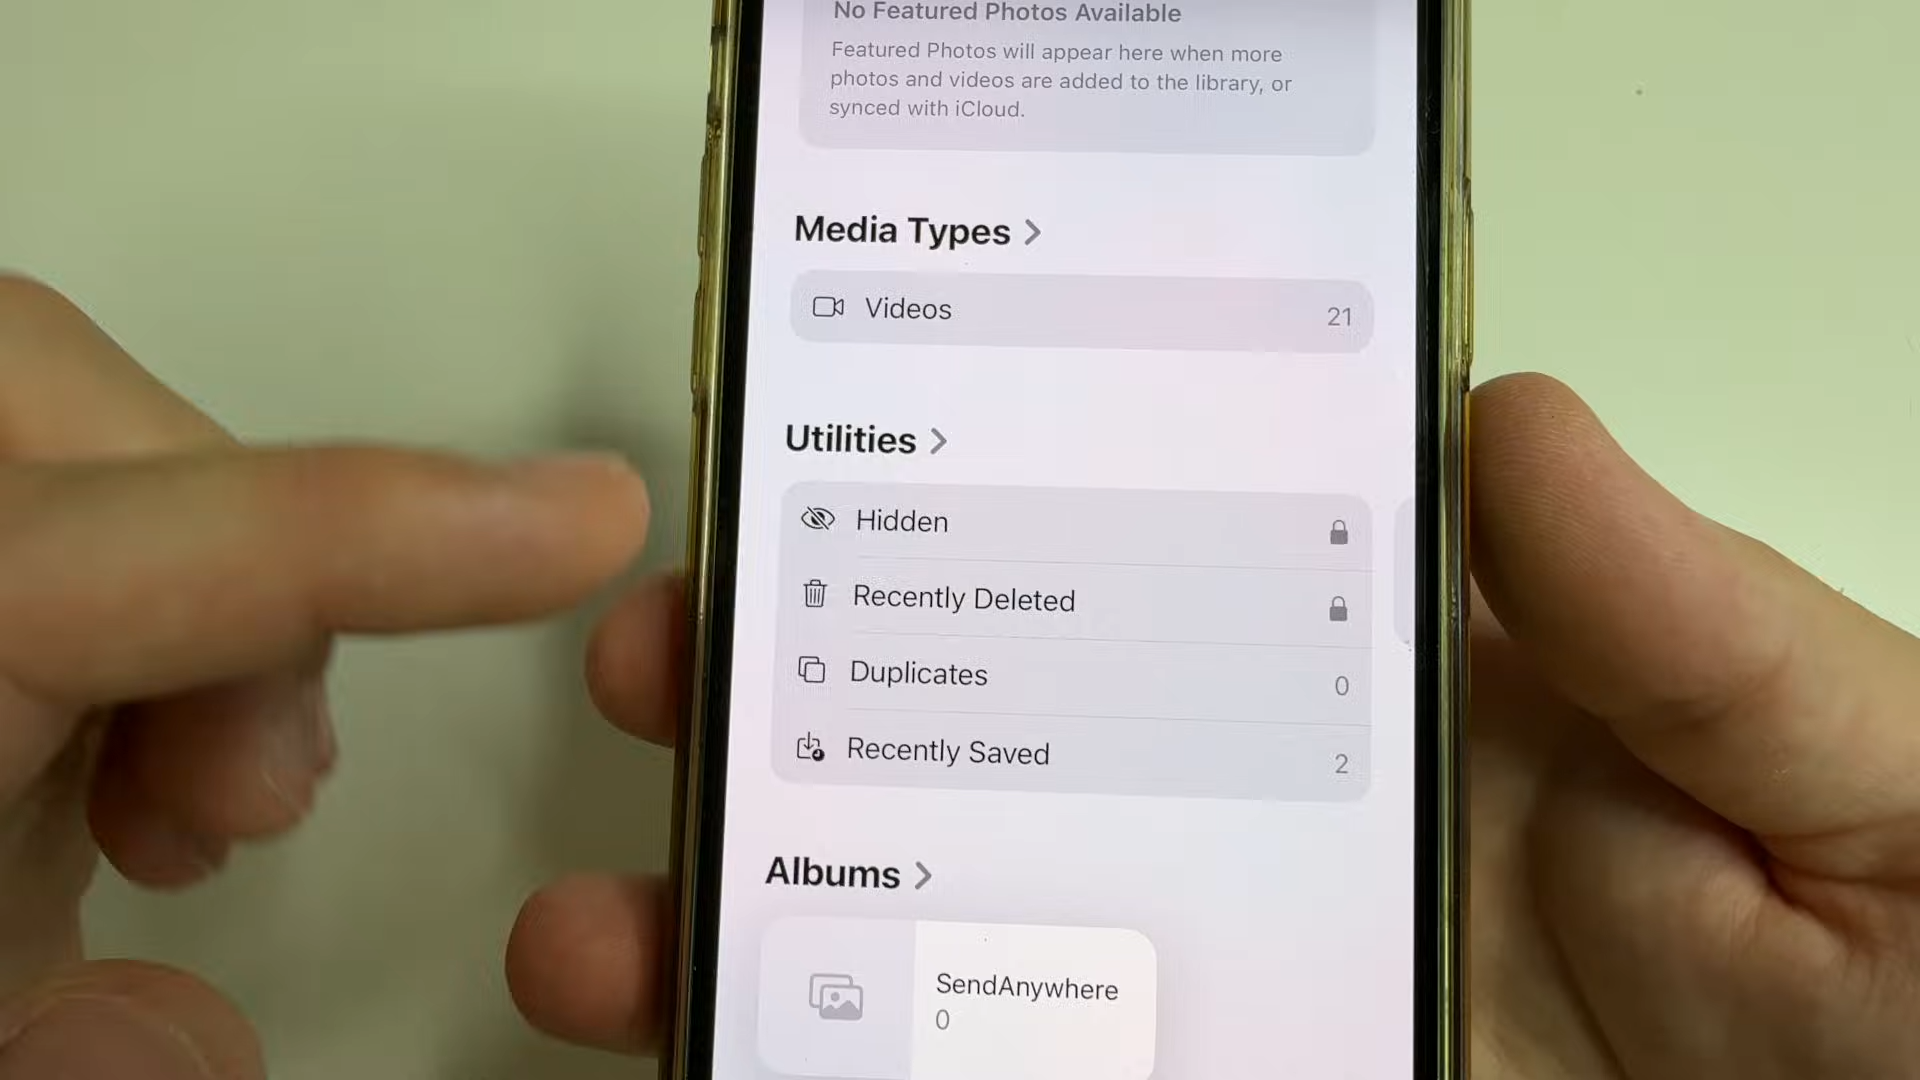 No Featured Photos Available
Featured Photos will appear here when more
photos and videos are added to the library, or
synced with iCloud.
Media Types >
Videos 21
Utilities >
Hidden
Recently Deleted
Duplicates 0
Recently Saved 2
Albums >
SendAnywhere
0